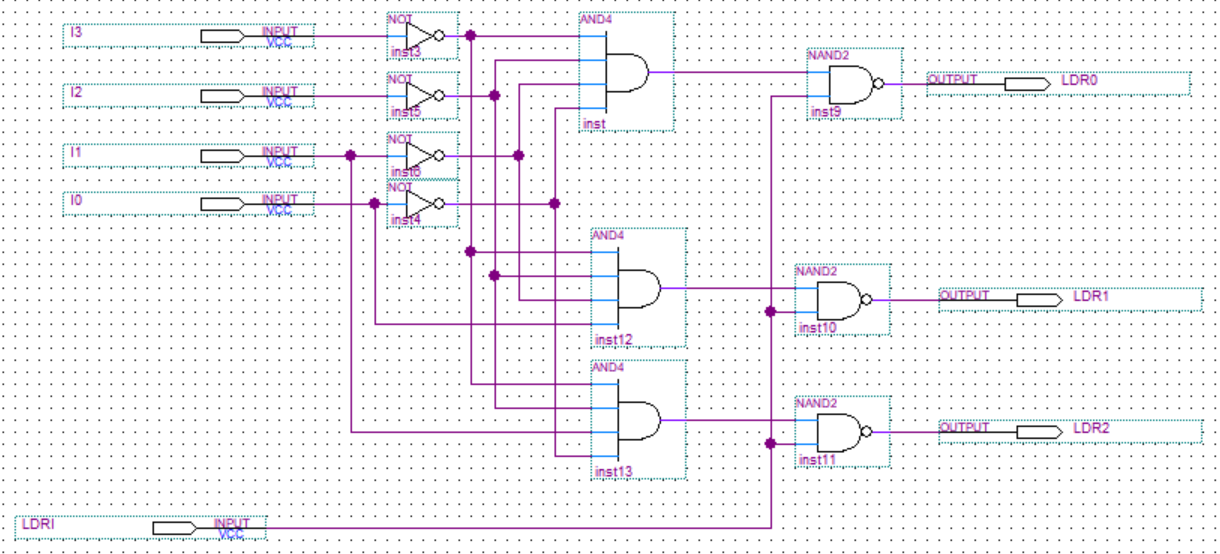 I3 INPUT VCC NOT inst3
AND4 inst
NAND2 inst9
OUTPUT LDR0
I2 INPUT VCC NOT inst5
I1 INPUT VCC NOT inst6
I0 INPUT VCC NOT inst4
AND4 inst12
NAND2 inst10
OUTPUT LDR1
AND4 inst13
NAND2 inst11
OUTPUT LDR2
LDRI INPUT VCC